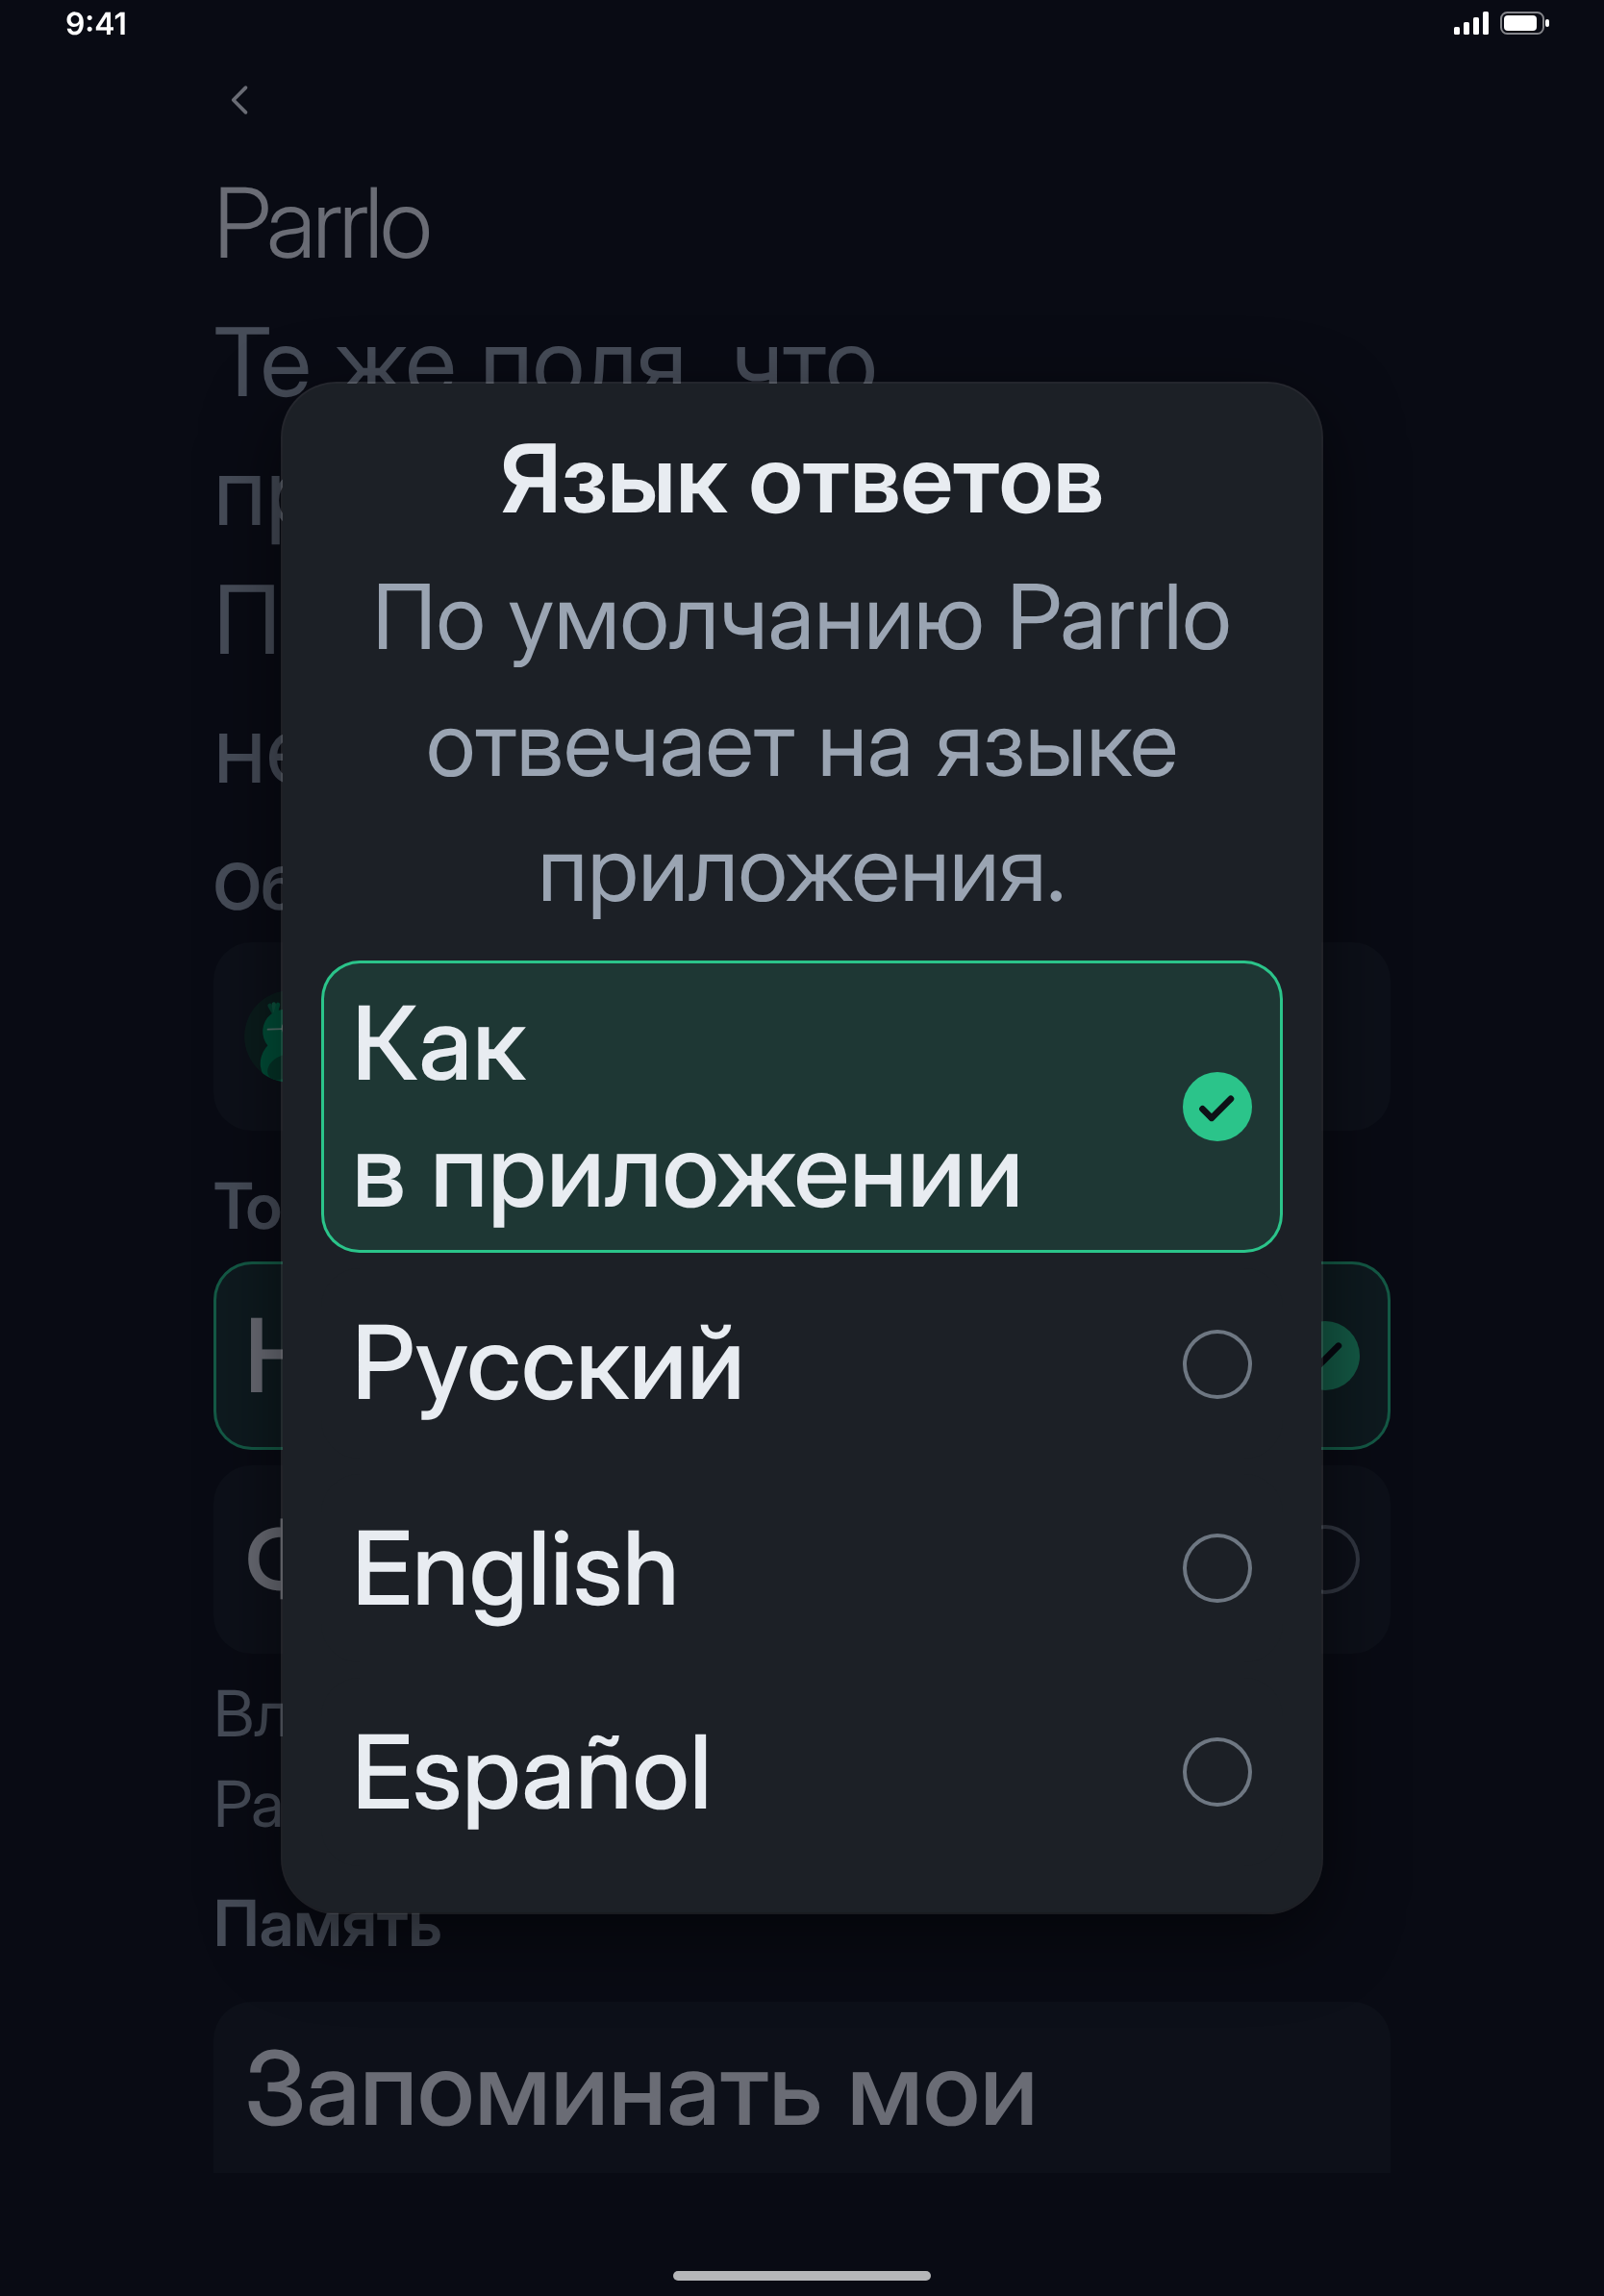 9:41
Parrlo
Те же поля, что
Язык ответов
По умолчанию Parrlo
отвечает на языке
приложения.
Как
в приложении
Русский
English
Español
Память
Запоминать мои